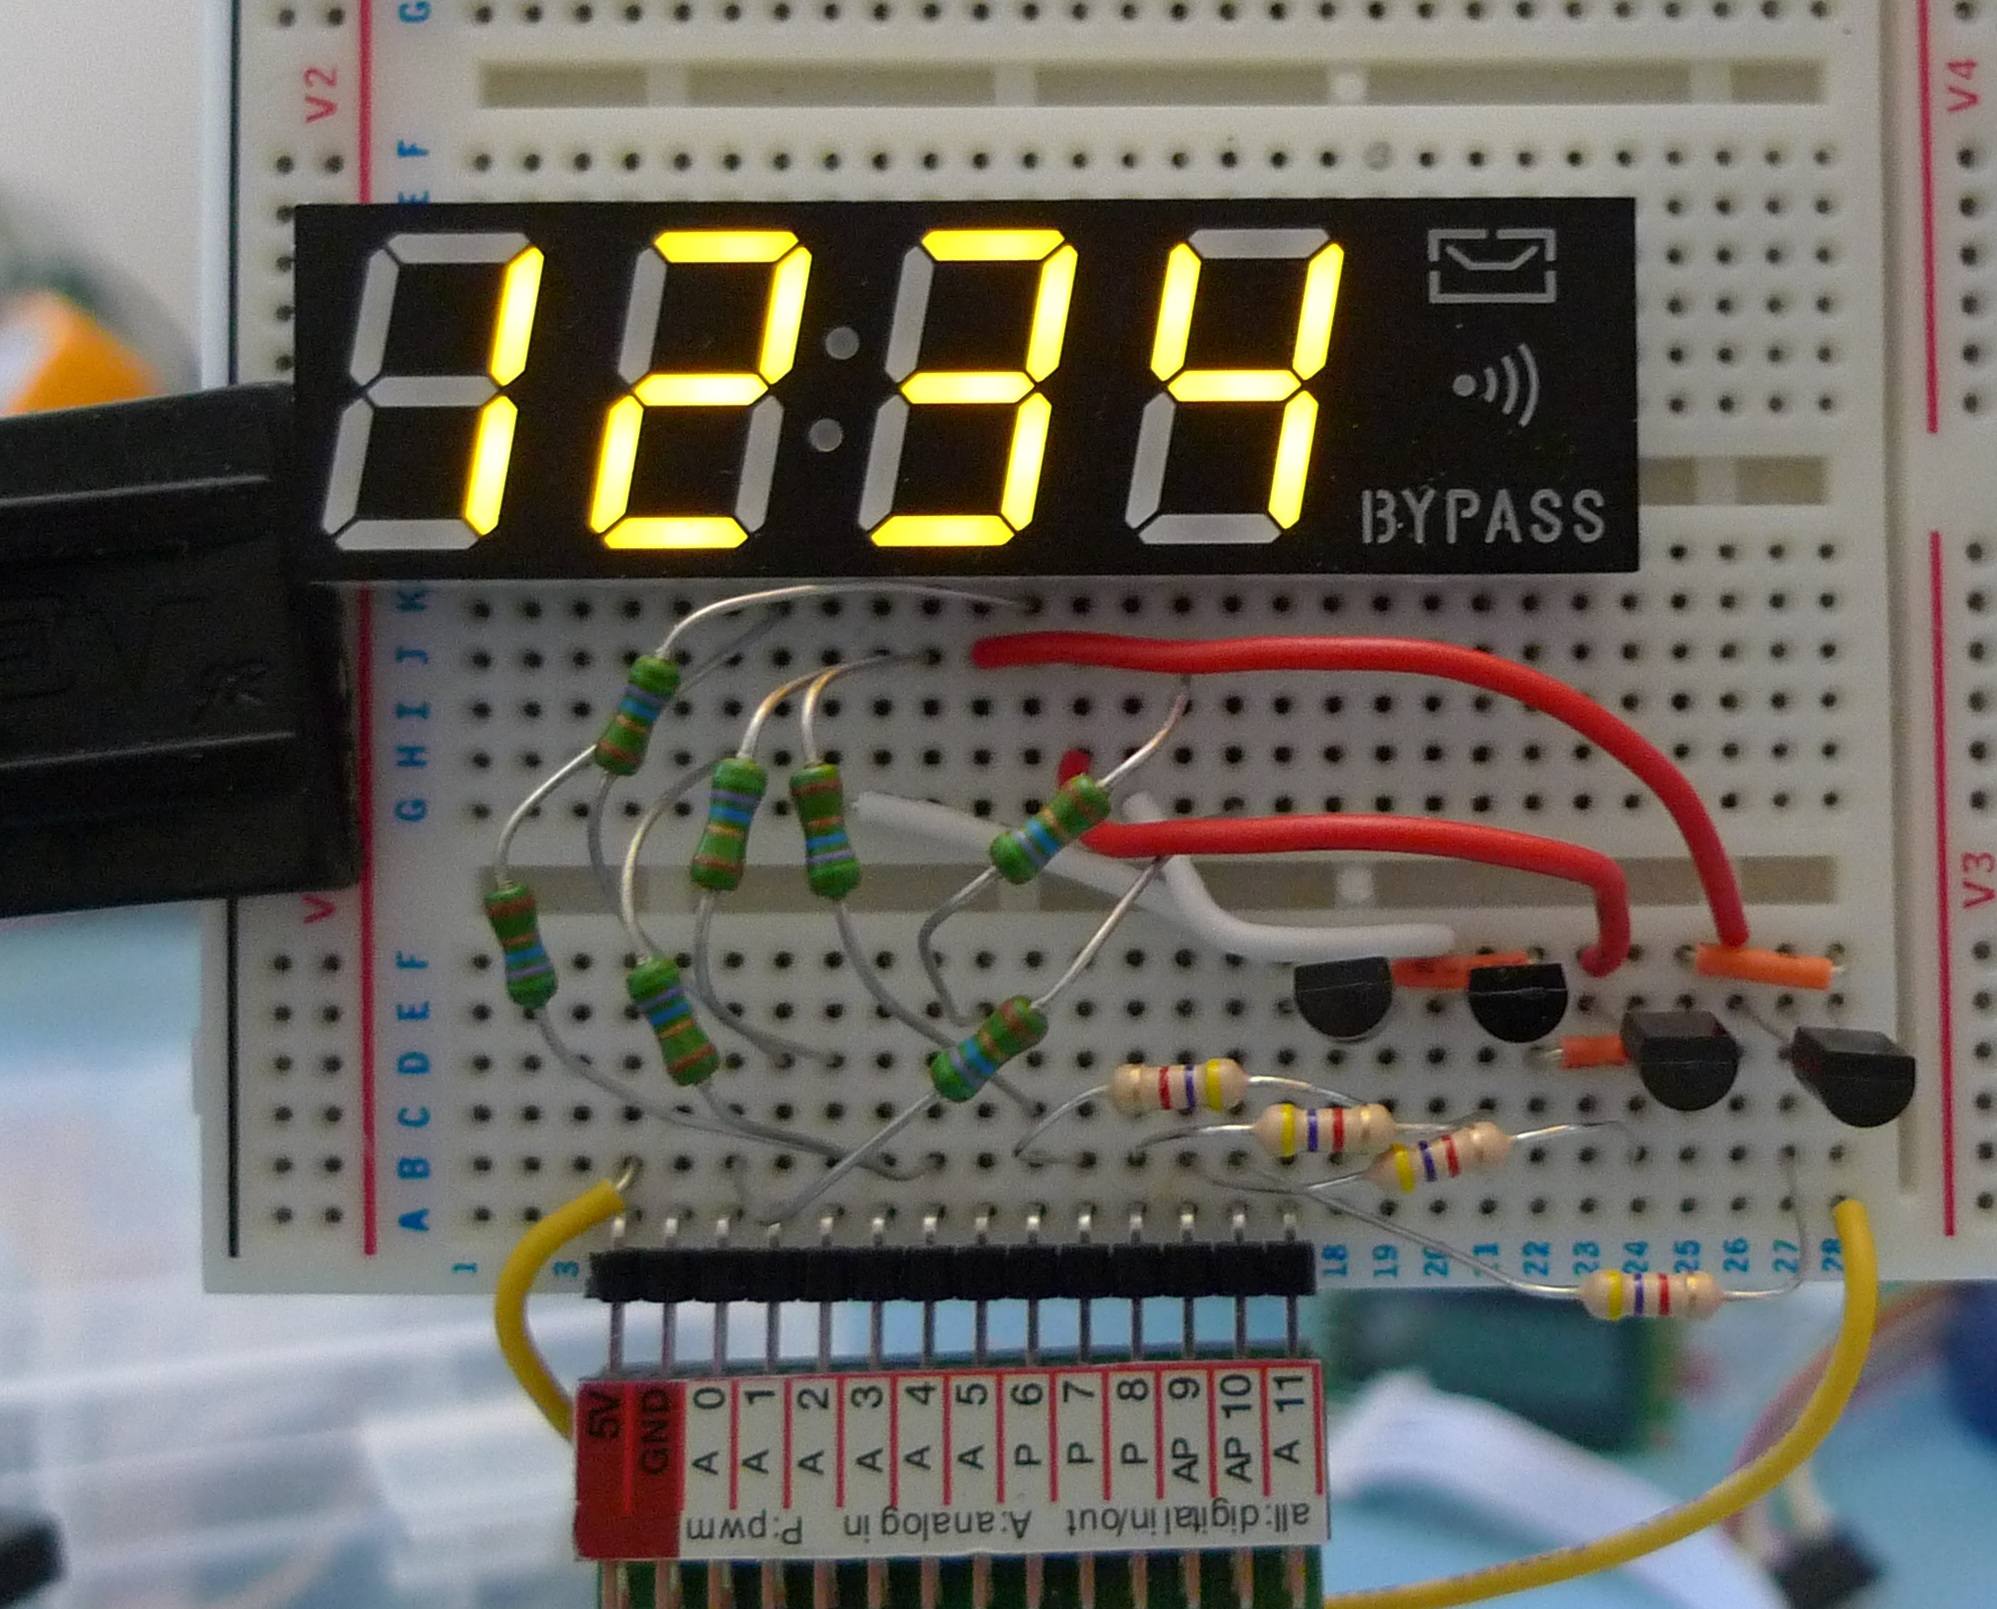 G
V2
V4
F
E
1234
BYPASS
K
J
I
H
G
V
V3
F
E
D
C
B
A
1 3 18 19 20 21 22 23 24 25 26 27 28
5V GND A 0 A 1 A 2 A 3 A 4 A 5 P 6 P 7 P 8 AP 9 AP 10 A 11
all:digital in/out A:analog in P:pwm